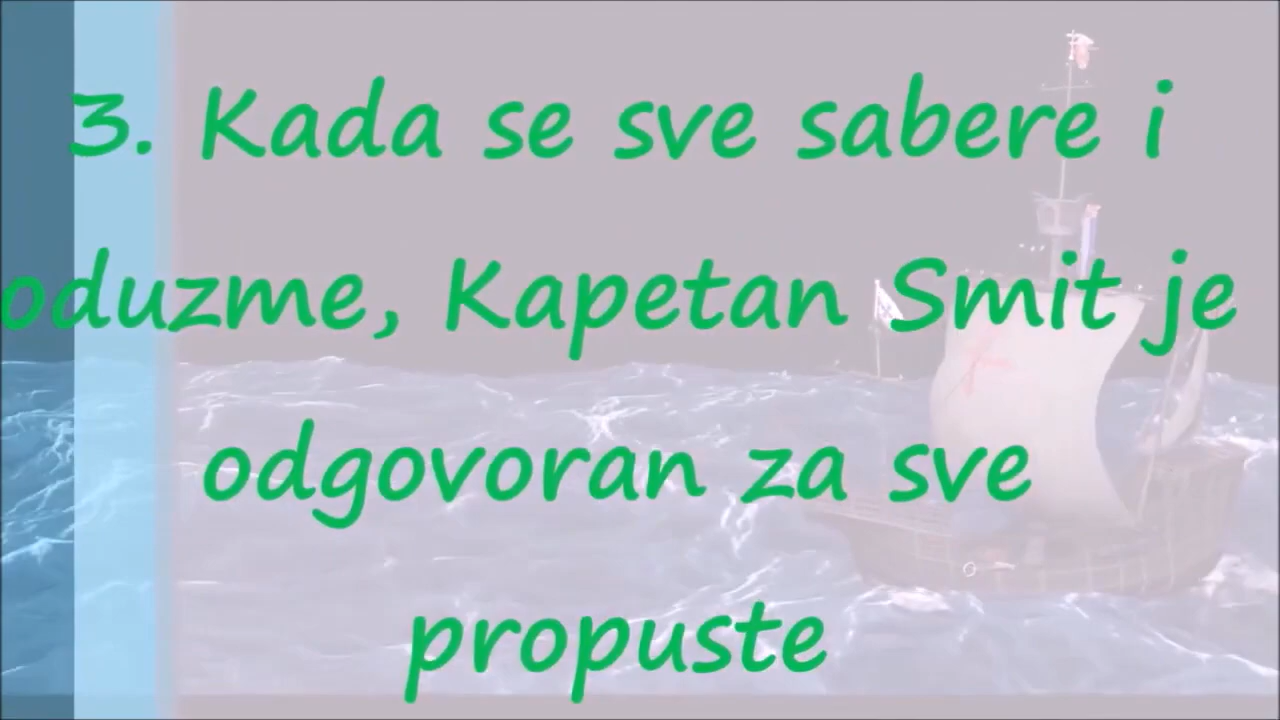 3. Kada se sve sabere i
oduzme, Kapetan Smit je
odgovoran za sve
propuste